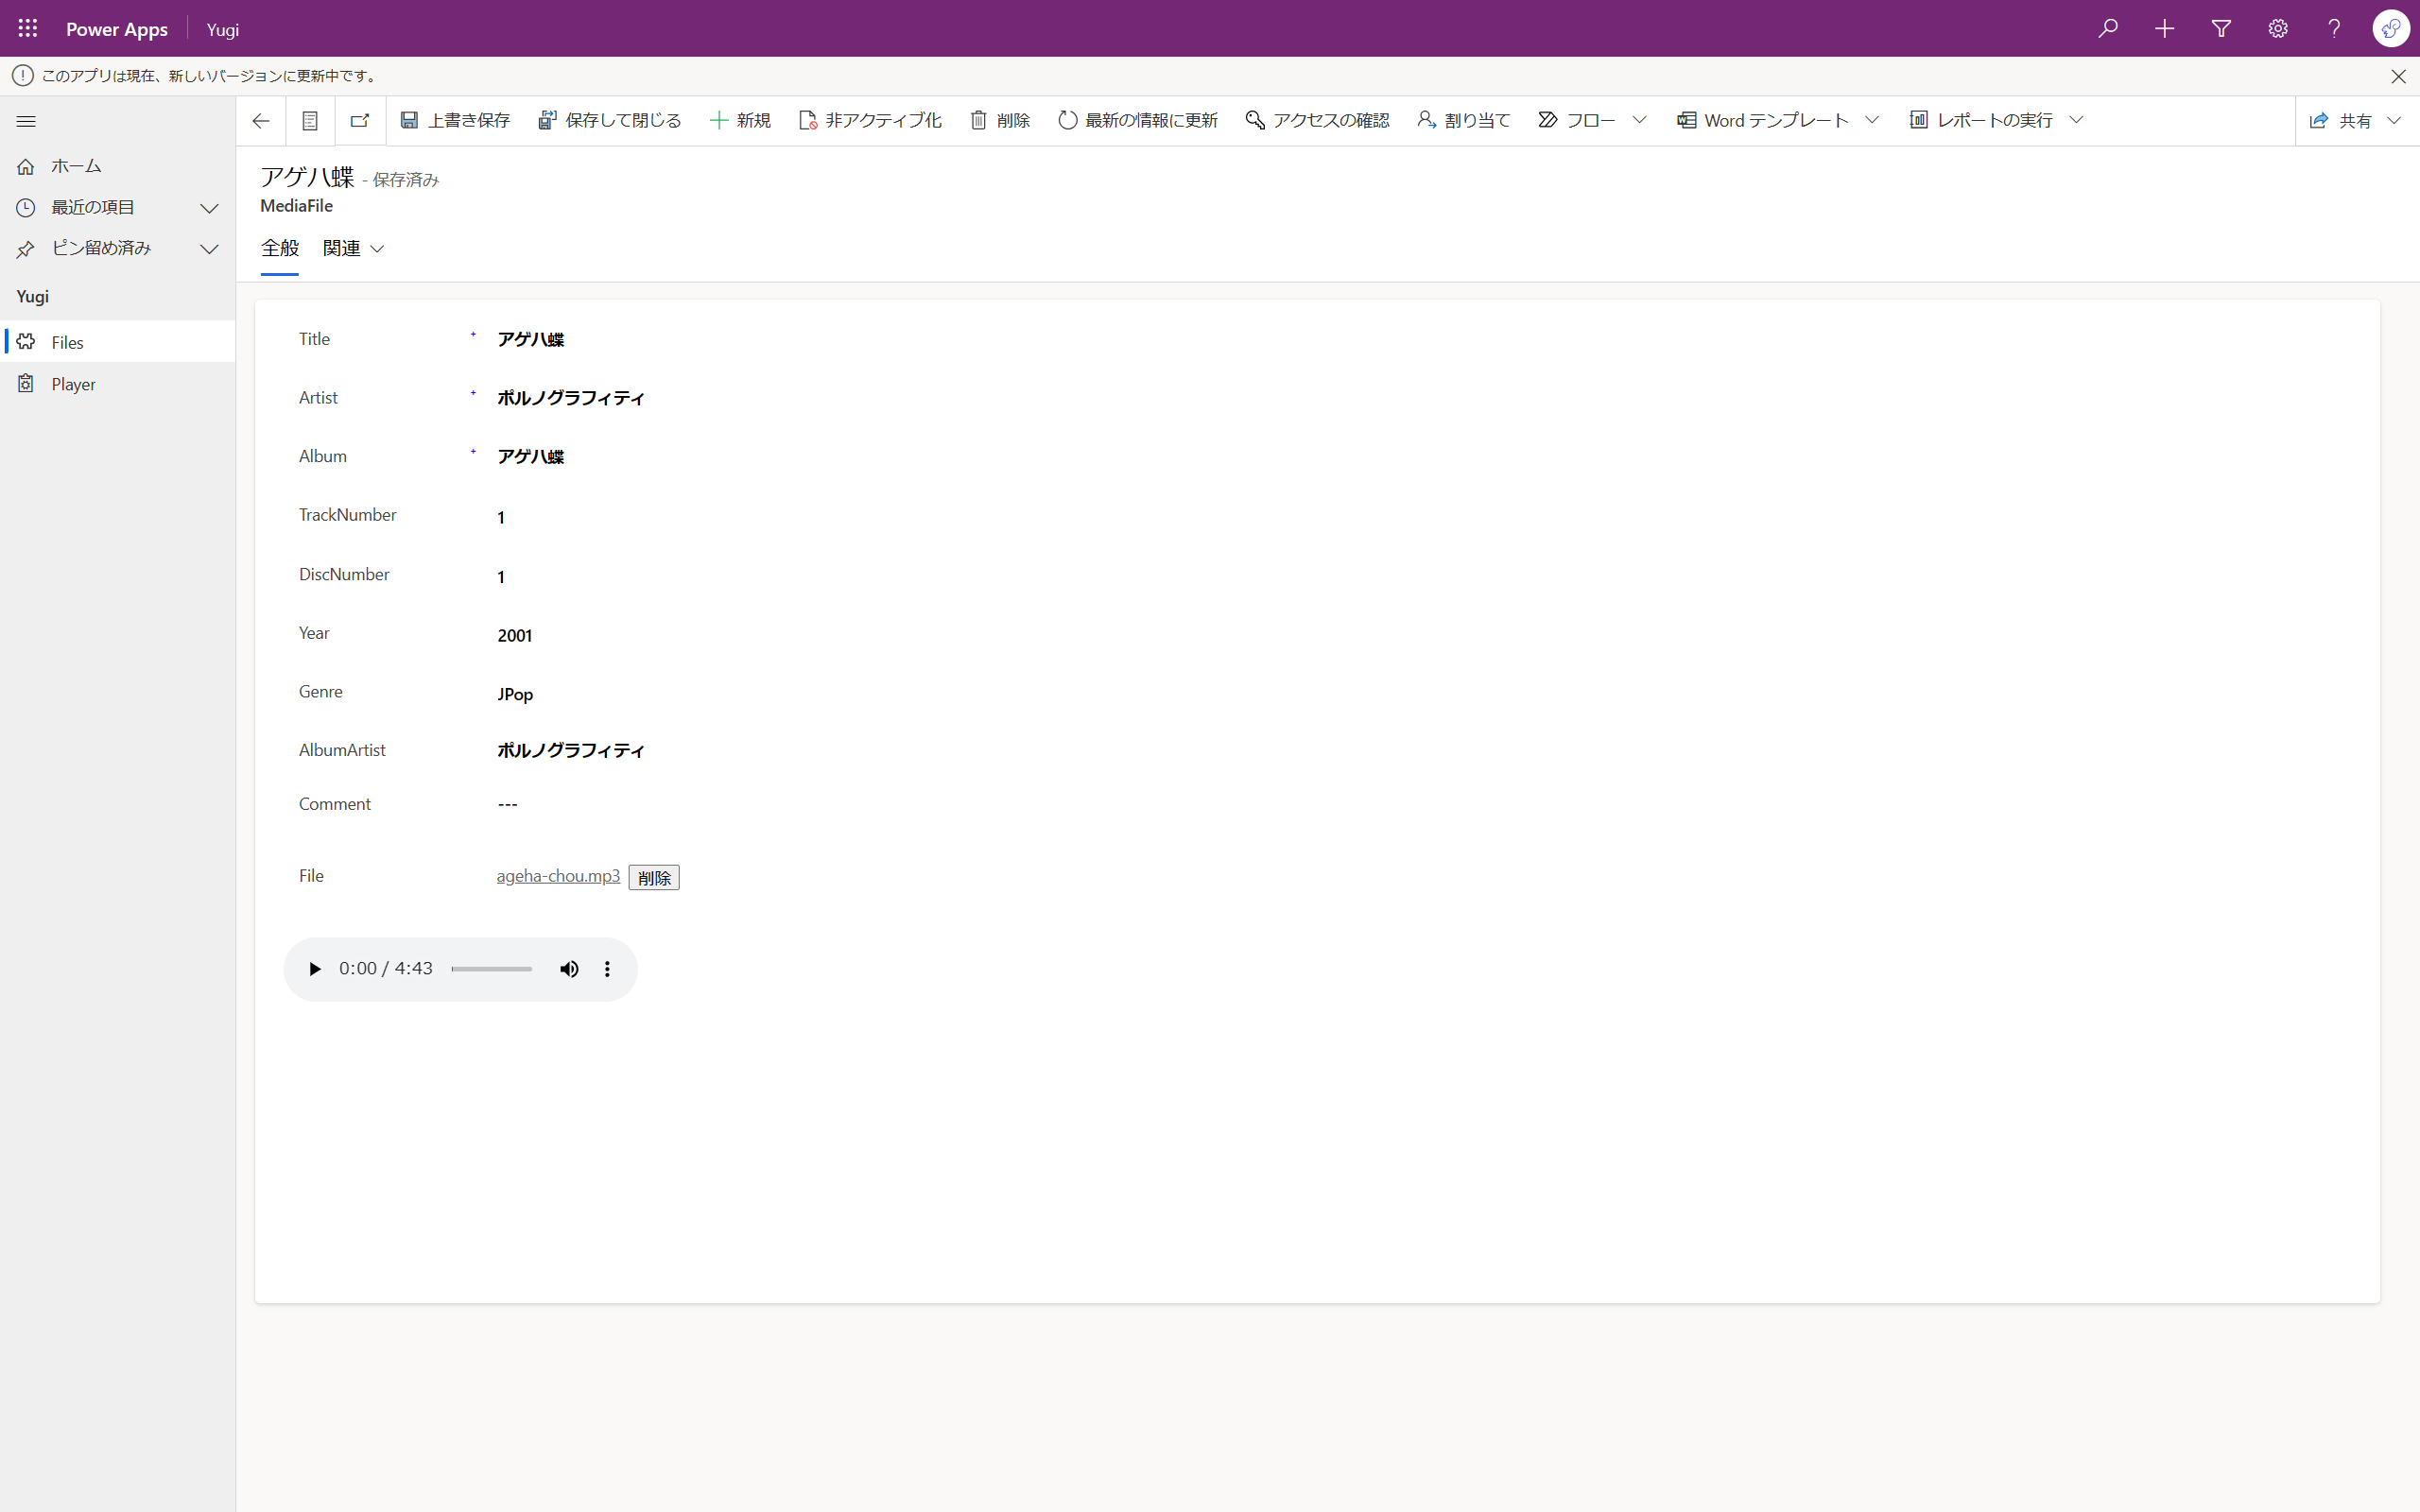 Power Apps Yugi
このアプリは現在、新しいバージョンに更新中です。
上書き保存 保存して閉じる 新規 非アクティブ化 削除 最新の情報に更新 アクセスの確認 割り当て フロー Word テンプレート レポートの実行 共有
ホーム
最近の項目
ピン留め済み
Yugi
Files
Player
アゲハ蝶 - 保存済み
MediaFile
全般 関連
Title + アゲハ蝶
Artist + ポルノグラフィティ
Album + アゲハ蝶
TrackNumber 1
DiscNumber 1
Year 2001
Genre JPop
AlbumArtist ポルノグラフィティ
Comment ---
File ageha-chou.mp3 削除
0:00 / 4:43